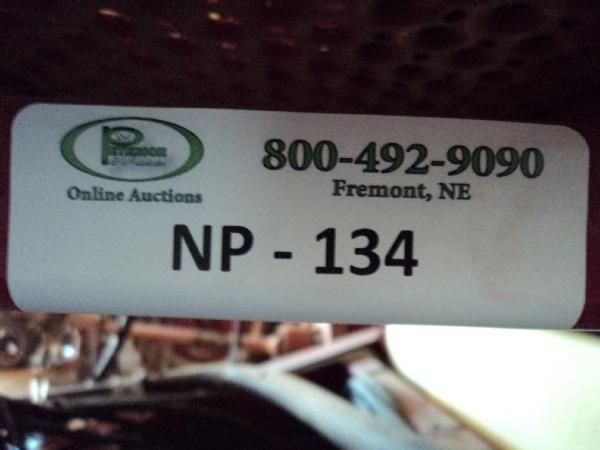 800-492-9090
Online Auctions
Fremont, NE
NP - 134